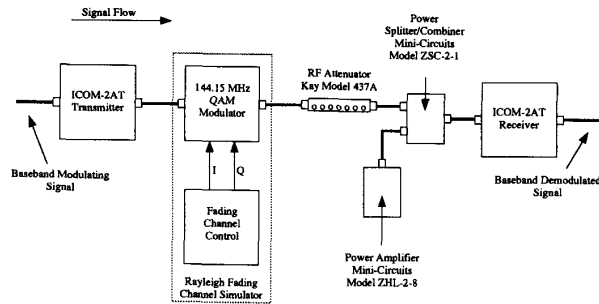 Signal Flow
Power
Splitter/Combiner
Mini-Circuits
Model ZSC-2-1
ICOM-2AT
Transmitter
144.15 MHz
QAM
Modulator
RF Attenuator
Kay Model 437A
ICOM-2AT
Receiver
Baseband Modulating
Signal
I
Q
Baseband Demodulated
Signal
Fading
Channel
Control
Rayleigh Fading
Channel Simulator
Power Amplifier
Mini-Circuits
Model ZHL-2-8